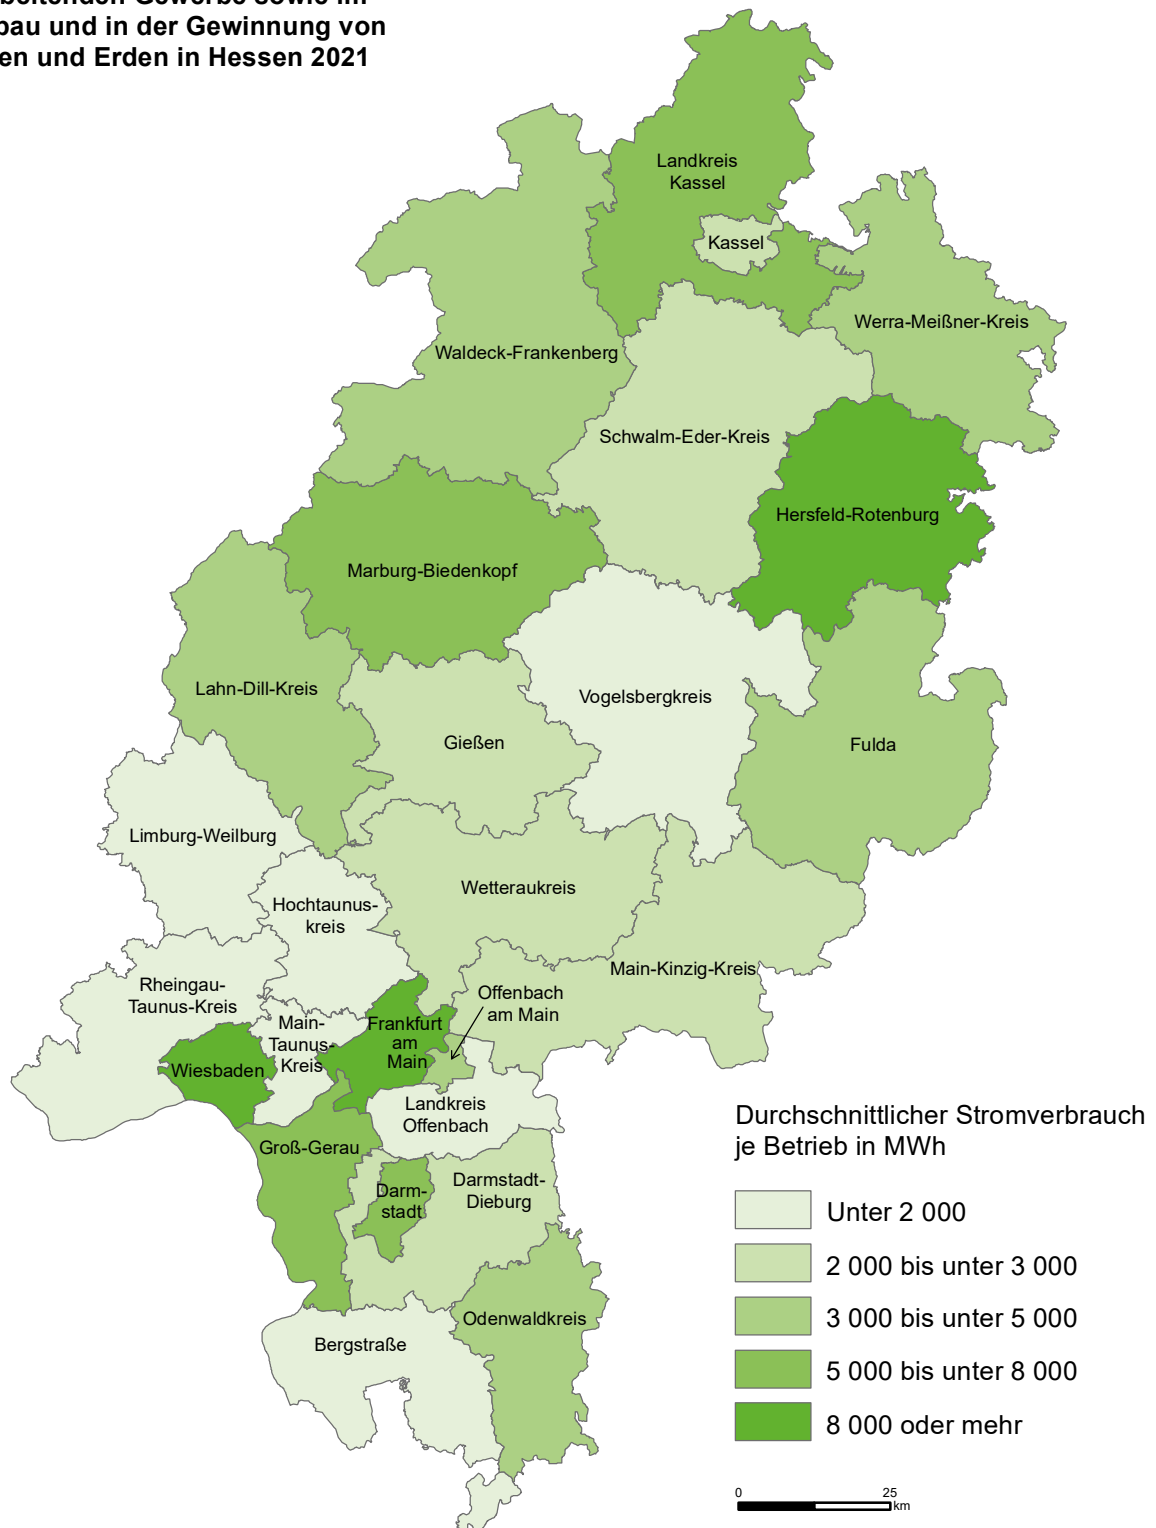 Gewerbe sowie im
und in der Gewinnung von
und Erden in Hessen 2021
Landkreis
Kassel
Kassel
Werra-Meißner-Kreis
Waldeck-Frankenberg
Schwalm-Eder-Kreis
Hersfeld-Rotenburg
Marburg-Biedenkopf
Lahn-Dill-Kreis
Vogelsbergkreis
Gießen
Fulda
Limburg-Weilburg
Wetteraukreis
Hochtaunus-
kreis
Main-Kinzig-Kreis
Rheingau-
Taunus-Kreis
Offenbach
am Main
Main-
Taunus-
Kreis
Frankfurt
am
Main
Wiesbaden
Landkreis
Offenbach
Groß-Gerau
Darm-
stadt
Darmstadt-
Dieburg
Odenwaldkreis
Bergstraße
Durchschnittlicher Stromverbrauch
je Betrieb in MWh
Unter 2 000
2 000 bis unter 3 000
3 000 bis unter 5 000
5 000 bis unter 8 000
8 000 oder mehr
0 25
km